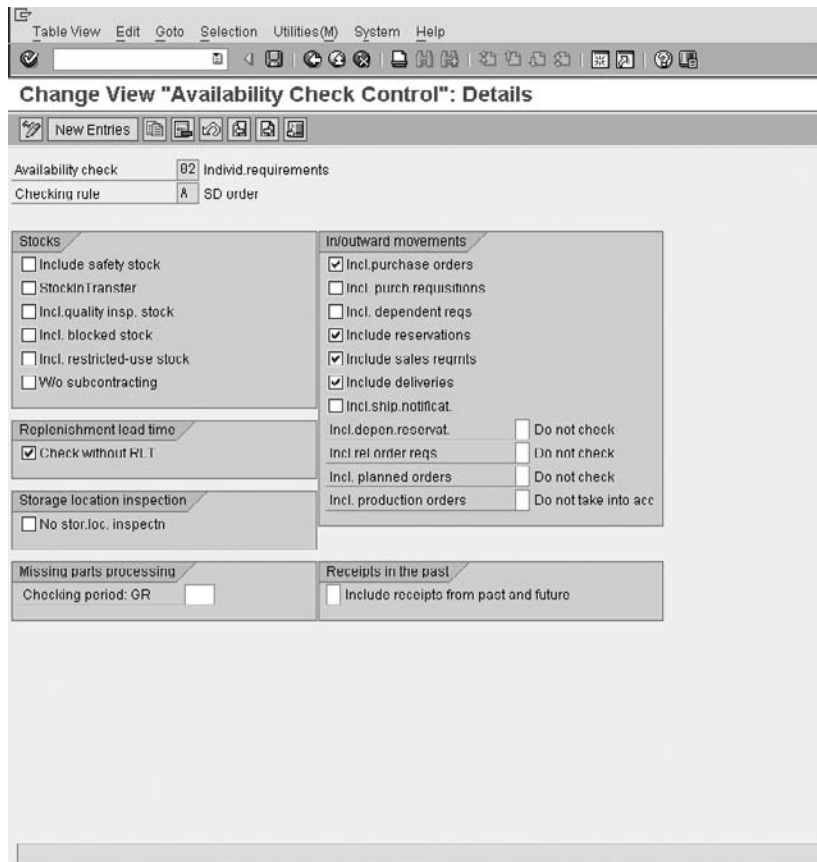 Table View Edit Goto Selection Utilities(M) System Help
Change View "Availability Check Control": Details
New Entries
Availability check 02 Individ.requirements
Checking rule A SD order
Stocks
Include safety stock
StockInTransfer
Incl.quality insp. stock
Incl. blocked stock
Incl. restricted-use stock
W/o subcontracting
Replenishment lead time
Check without RLT
Storage location inspection
No stor.loc. inspectn
Missing parts processing
Checking period: GR
In/outward movements
Incl.purchase orders
Incl. purch requisitions
Incl. dependent reqs
Include reservations
Include sales reqmts
Include deliveries
Incl.ship.notificat.
Incl.depen.reservat. Do not check
Incl rel order reqs Do not check
Incl. planned orders Do not check
Incl. production orders Do not take into acc
Receipts in the past
Include receipts from past and future